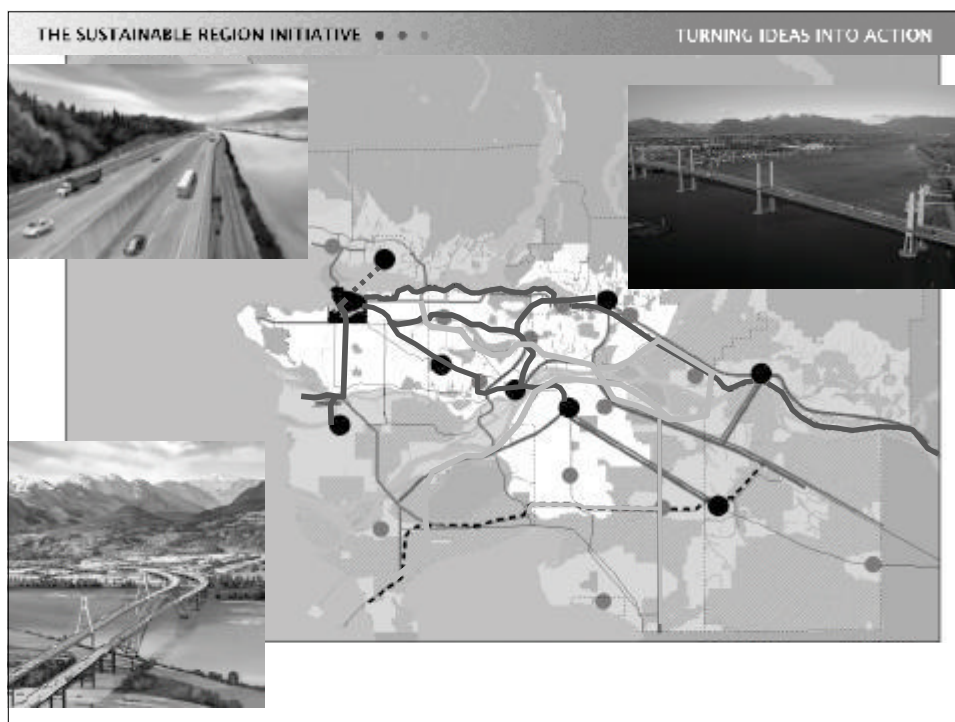 THE SUSTAINABLE REGION INITIATIVE
TURNING IDEAS INTO ACTION